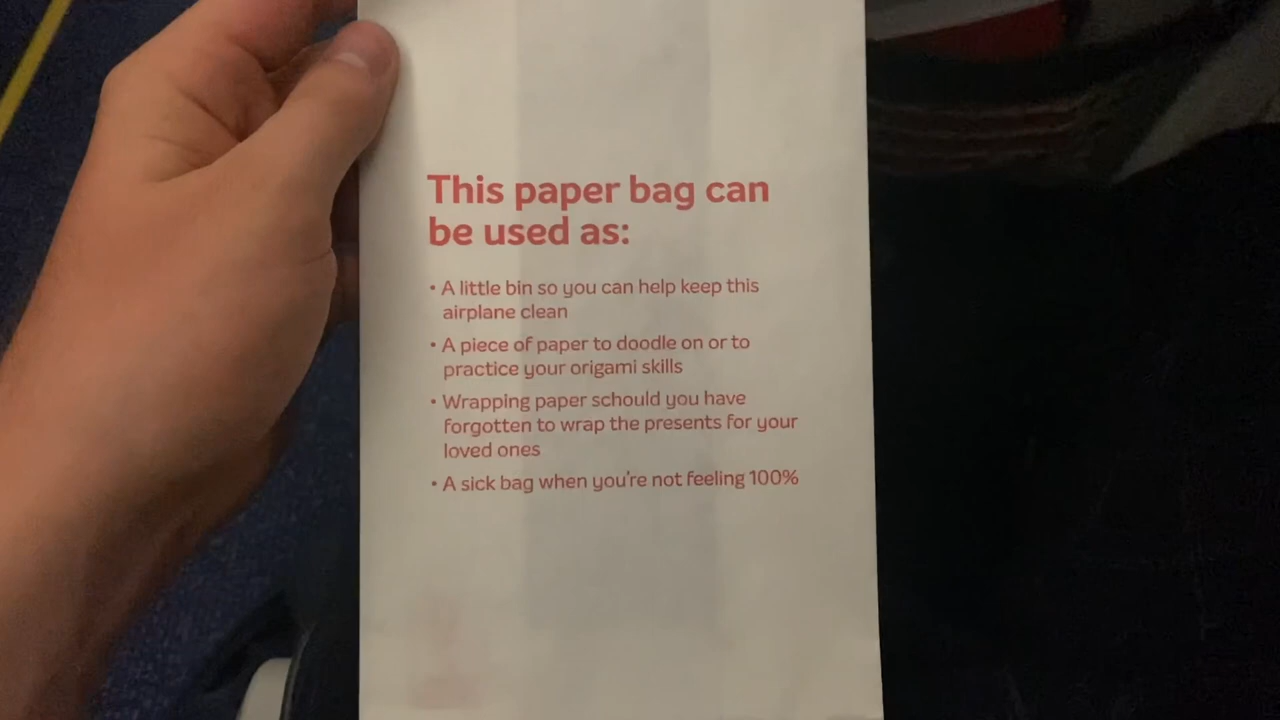 This paper bag can
be used as:
• A little bin so you can help keep this
airplane clean
• A piece of paper to doodle on or to
practice your origami skills
• Wrapping paper schould you have
forgotten to wrap the presents for your
loved ones
• A sick bag when you're not feeling 100%